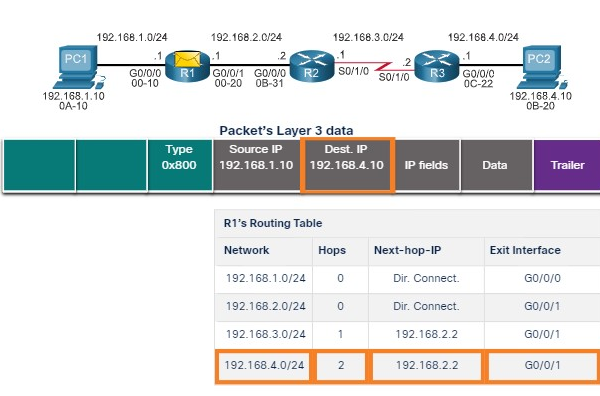 192.168.1.0/24 192.168.2.0/24 192.168.3.0/24 192.168.4.0/24
PC1 .1 .1 .2 .1 .2 .1 PC2
R1 R2 R3
G0/0/0 G0/0/1 G0/0/0 S0/1/0 S0/1/0 G0/0/0
00-10 00-20 0B-31 0C-22
192.168.1.10 192.168.4.10
0A-10 0B-20
Packet's Layer 3 data
Type Source IP Dest. IP
0x800 192.168.1.10 192.168.4.10 IP fields Data Trailer
R1's Routing Table
Network Hops Next-hop-IP Exit Interface
192.168.1.0/24 0 Dir. Connect. G0/0/0
192.168.2.0/24 0 Dir. Connect. G0/0/1
192.168.3.0/24 1 192.168.2.2 G0/0/1
192.168.4.0/24 2 192.168.2.2 G0/0/1